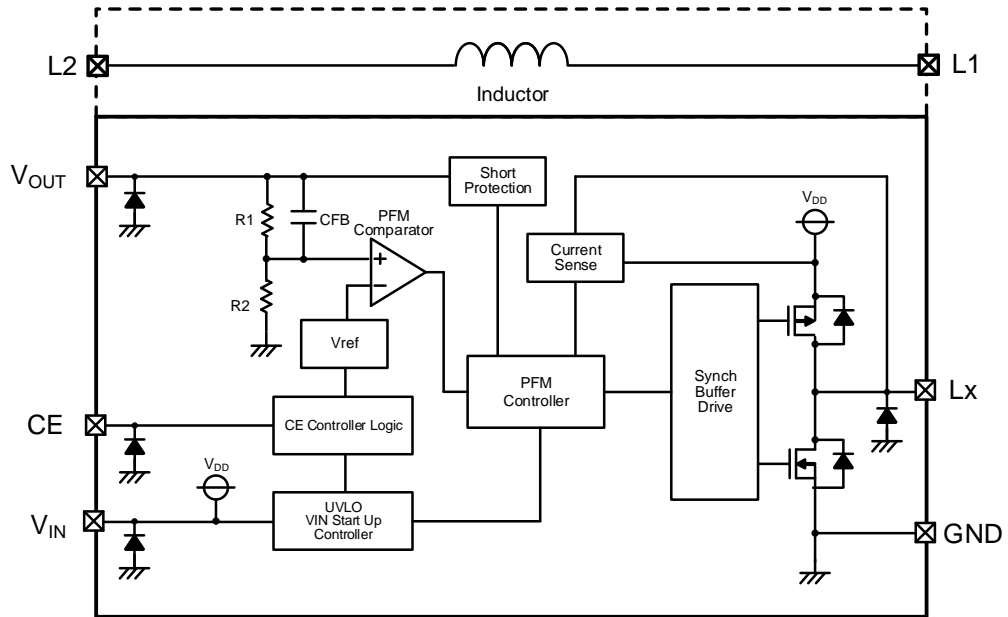 L2
L1
Inductor
VOUT
Short
Protection
VDD
R1
CFB
PFM
Comparator
Current
Sense
+
−
R2
Vref
PFM
Controller
Synch
Buffer
Drive
Lx
CE
CE Controller Logic
VDD
VIN
UVLO
VIN Start Up
Controller
GND